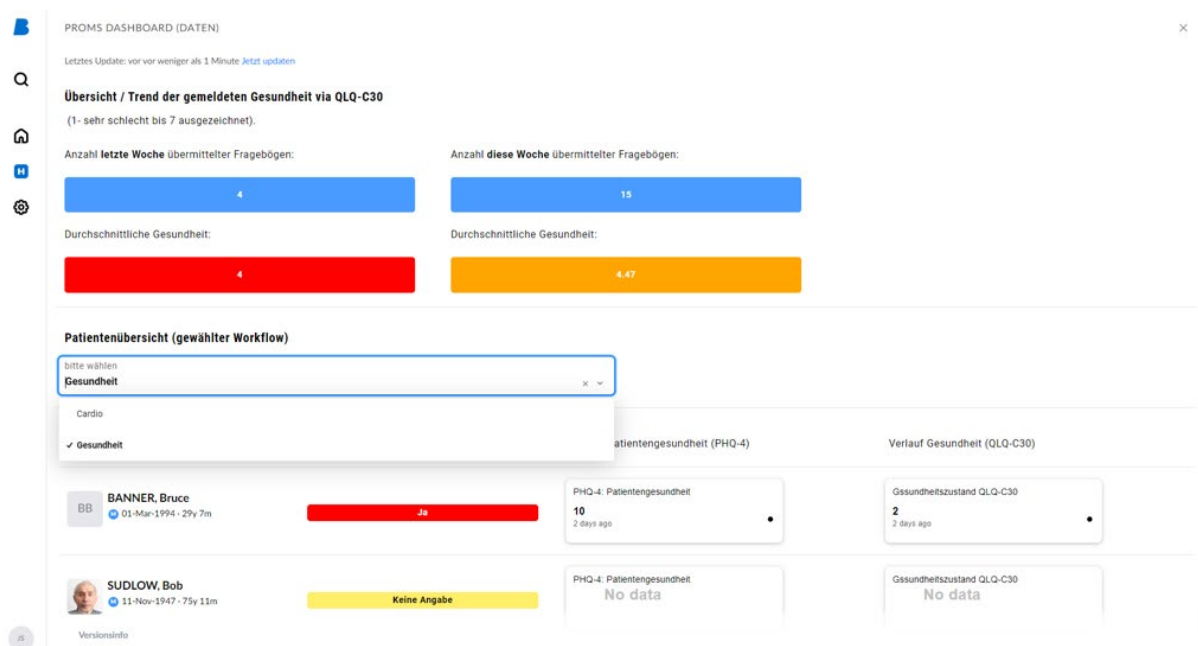 PROMS DASHBOARD (DATEN)
Letztes Update: vor vor weniger als 1 Minute Jetzt updaten
Übersicht / Trend der gemeldeten Gesundheit via QLQ-C30
(1- sehr schlecht bis 7 ausgezeichnet).
Anzahl letzte Woche übermittelter Fragebögen: Anzahl diese Woche übermittelter Fragebögen:
4 15
Durchschnittliche Gesundheit: Durchschnittliche Gesundheit:
4 4.47
Patientenübersicht (gewählter Workflow)
bitte wählen
Gesundheit
Cardio
Gesundheit
atientengesundheit (PHQ-4) Verlauf Gesundheit (QLQ-C30)
BB BANNER, Bruce
01-Mar-1994 · 29y 7m
Ja
PHQ-4: Patientengesundheit
10
2 days ago
Gssundheitszustand QLQ-C30
2
2 days ago
SUDLOW, Bob
11-Nov-1947 · 75y 11m
Keine Angabe
PHQ-4: Patientengesundheit
No data
Gssundheitszustand QLQ-C30
No data
JS Versionsinfo